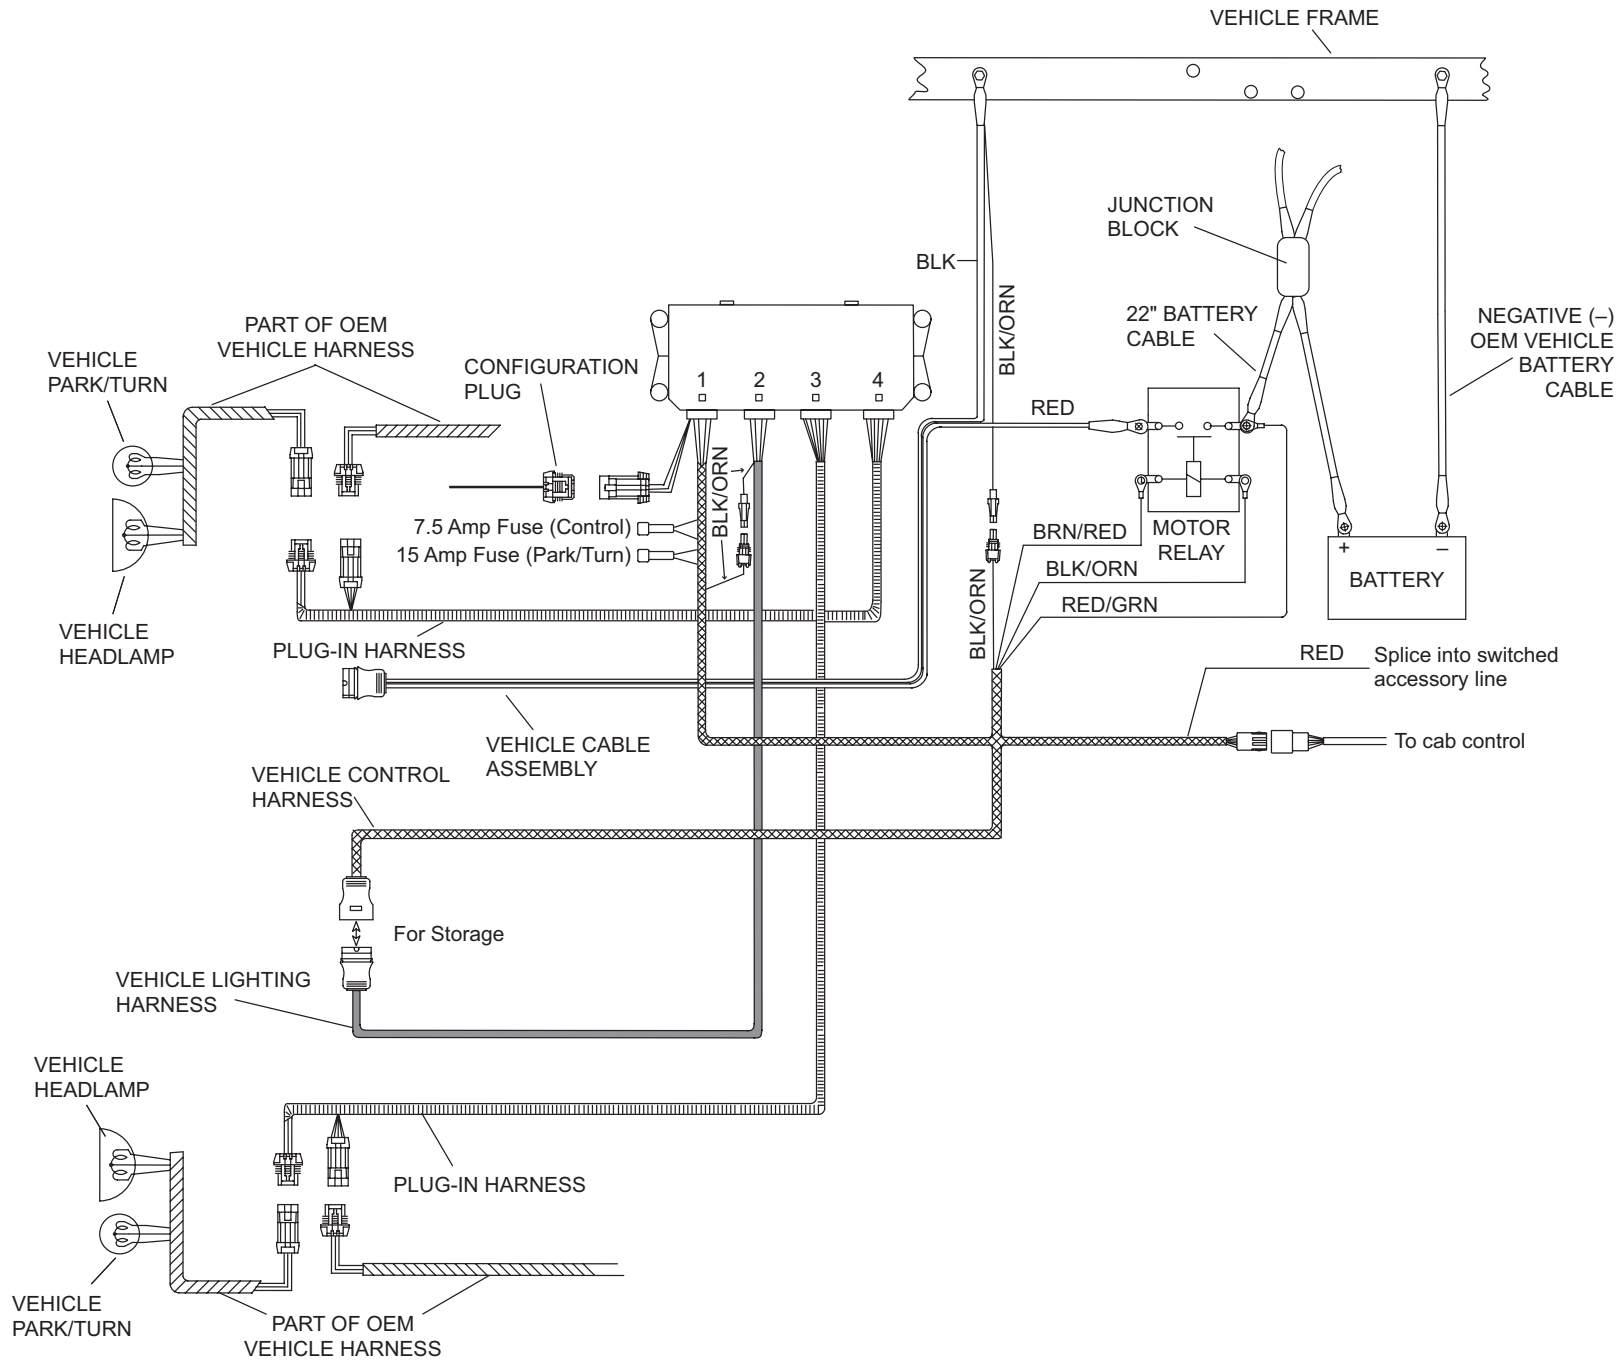 VEHICLE FRAME
JUNCTION
BLOCK
BLK
BLK/ORN
22" BATTERY
CABLE
NEGATIVE (–)
OEM VEHICLE
BATTERY
CABLE
PART OF OEM
VEHICLE HARNESS
VEHICLE
PARK/TURN
CONFIGURATION
PLUG
1
2
3
4
RED
BLK/ORN
7.5 Amp Fuse (Control)
15 Amp Fuse (Park/Turn)
BRN/RED
MOTOR
RELAY
+
–
BATTERY
BLK/ORN
BLK/ORN
RED/GRN
VEHICLE
HEADLAMP
PLUG-IN HARNESS
RED
Splice into switched
accessory line
VEHICLE CABLE
ASSEMBLY
To cab control
VEHICLE CONTROL
HARNESS
For Storage
VEHICLE LIGHTING
HARNESS
VEHICLE
HEADLAMP
PLUG-IN HARNESS
VEHICLE
PARK/TURN
PART OF OEM
VEHICLE HARNESS